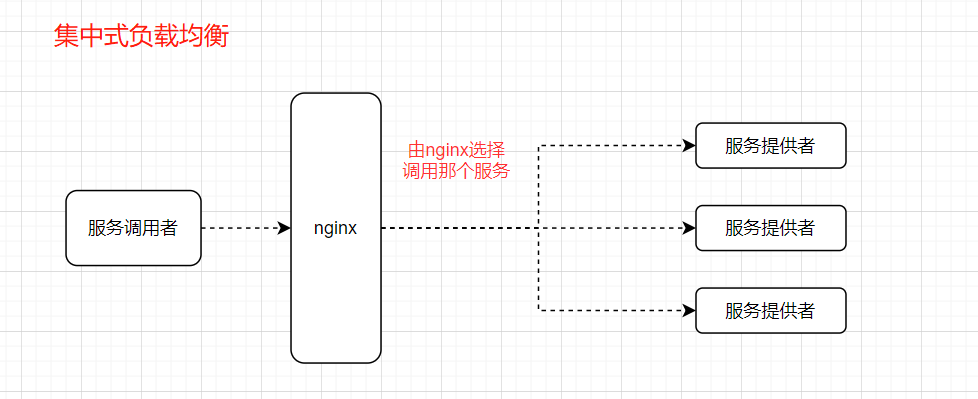 集中式负载均衡
由nginx选择
调用那个服务
服务提供者
服务调用者
nginx
服务提供者
服务提供者